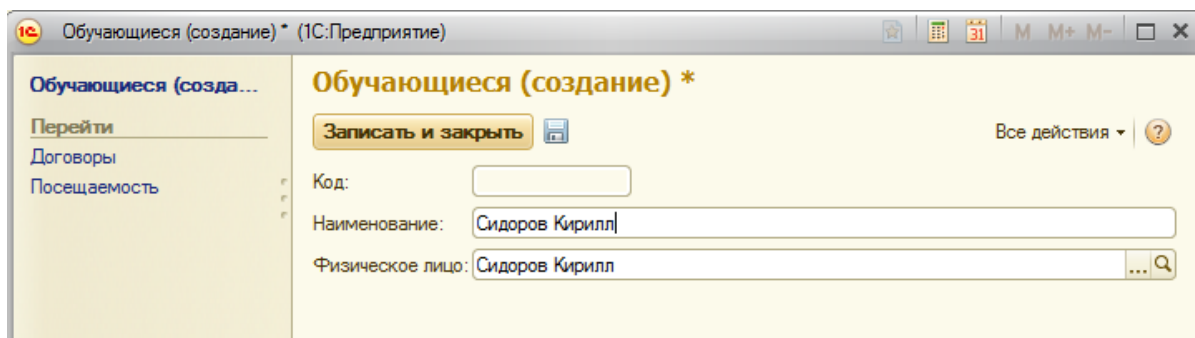 1С Обучающиеся (создание) * (1С:Предприятие) 31 M M+ M-
Обучающиеся (созда...
Перейти
Договоры
Посещаемость
Обучающиеся (создание) *
Записать и закрыть Все действия ?
Код:
Наименование: Сидоров Кирилл
Физическое лицо: Сидоров Кирилл ...